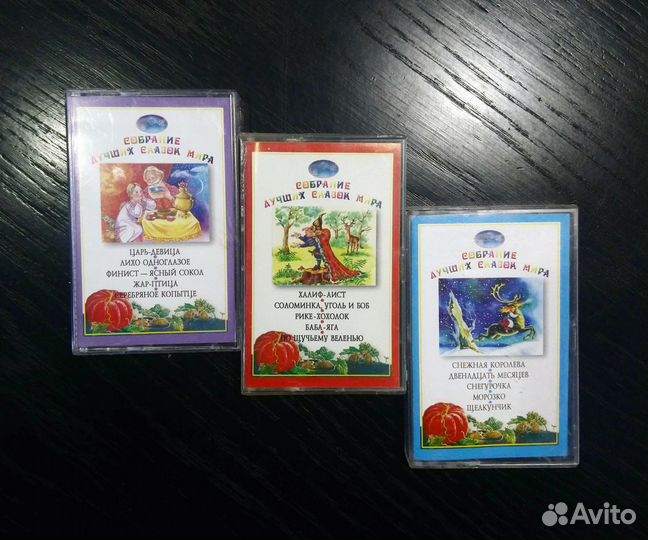 СОБРАНИЕ
ЛУЧШИХ СКАЗОК МИРА
ЦАРЬ-ДЕВИЦА
ЛИХО ОДНОГЛАЗОЕ
ФИНИСТ — ЯСНЫЙ СОКОЛ
ЖАР-ПТИЦА
СЕРЕБРЯНОЕ КОПЫТЦЕ
СОБРАНИЕ
ЛУЧШИХ СКАЗОК МИРА
ХАЛИФ-АИСТ
СОЛОМИНКА, УГОЛЬ И БОБ
РИКЕ-ХОХОЛОК
БАБА-ЯГА
ПО ЩУЧЬЕМУ ВЕЛЕНЬЮ
СОБРАНИЕ
ЛУЧШИХ СКАЗОК МИРА
СНЕЖНАЯ КОРОЛЕВА
ДВЕНАДЦАТЬ МЕСЯЦЕВ
СНЕГУРОЧКА
МОРОЗКО
ЩЕЛКУНЧИК
Avito